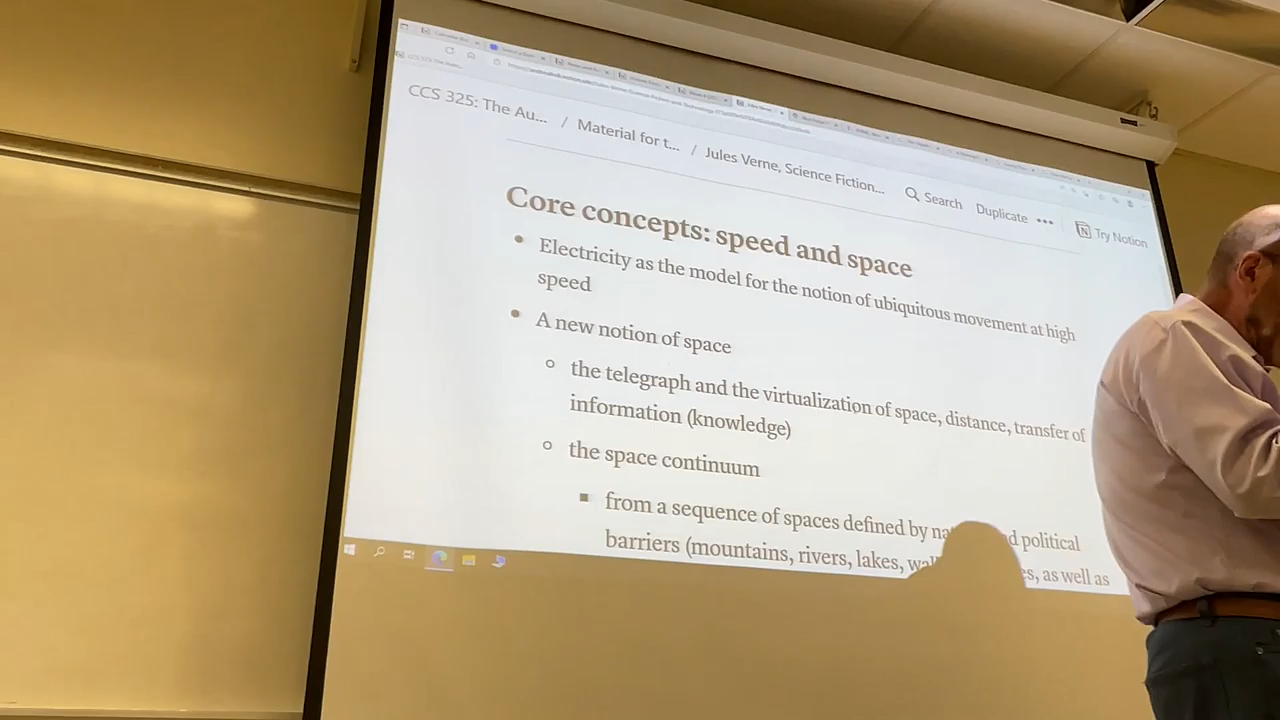 CCS 325: The Au... / Material for t... / Jules Verne, Science Fiction... Search Duplicate ••• Try Notion
Core concepts: speed and space
• Electricity as the model for the notion of ubiquitous movement at high
speed
• A new notion of space
○ the telegraph and the virtualization of space, distance, transfer of
information (knowledge)
○ the space continuum
▪ from a sequence of spaces defined by political
barriers (mountains, rivers, lakes, as well as